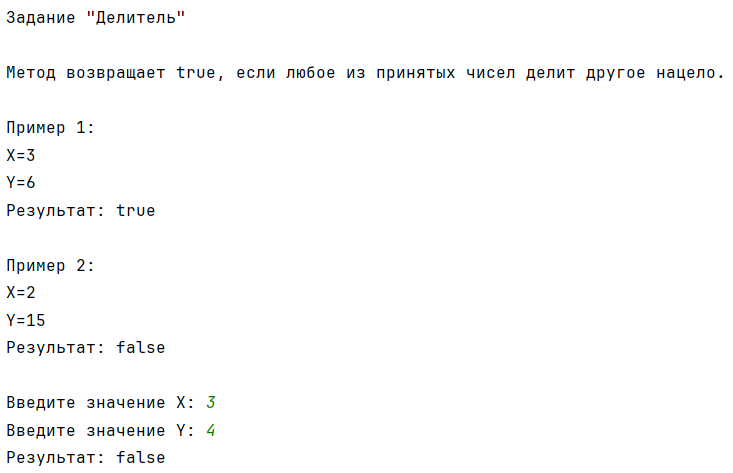 Задание "Делитель"
Метод возвращает true, если любое из принятых чисел делит другое нацело.
Пример 1:
X=3
Y=6
Результат: true
Пример 2:
X=2
Y=15
Результат: false
Введите значение X: 3
Введите значение Y: 4
Результат: false